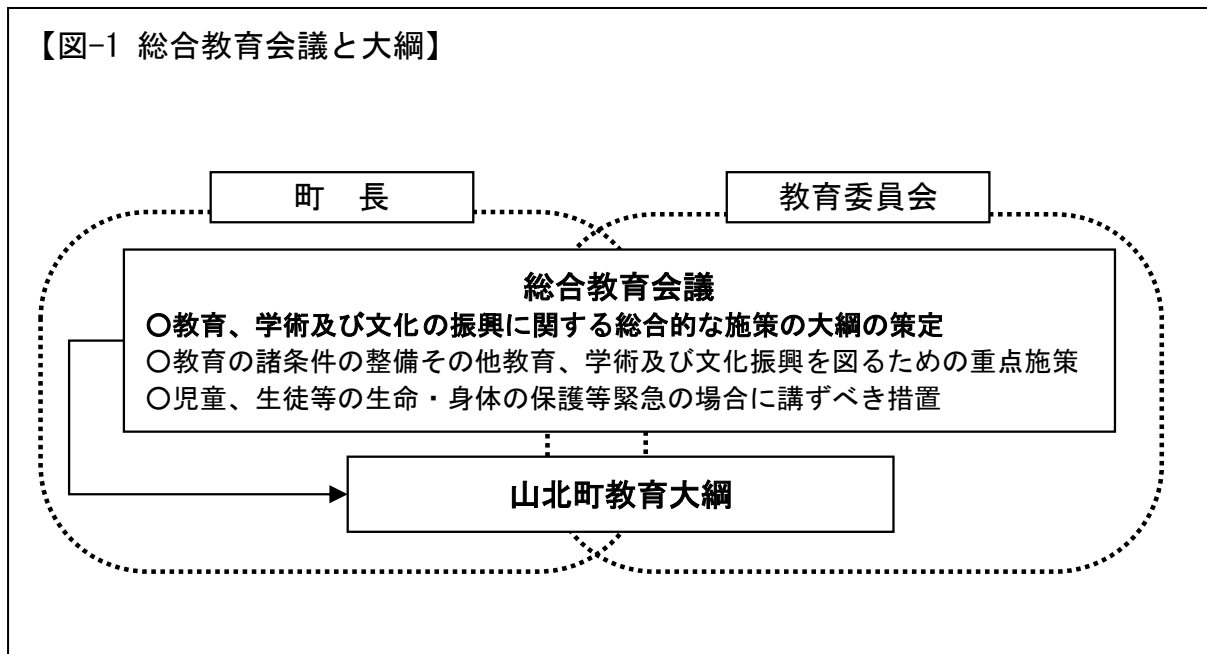 【図-1 総合教育会議と大綱】
町　長
教育委員会
総合教育会議
○教育、学術及び文化の振興に関する総合的な施策の大綱の策定
○教育の諸条件の整備その他教育、学術及び文化振興を図るための重点施策
○児童、生徒等の生命・身体の保護等緊急の場合に講ずべき措置
山北町教育大綱